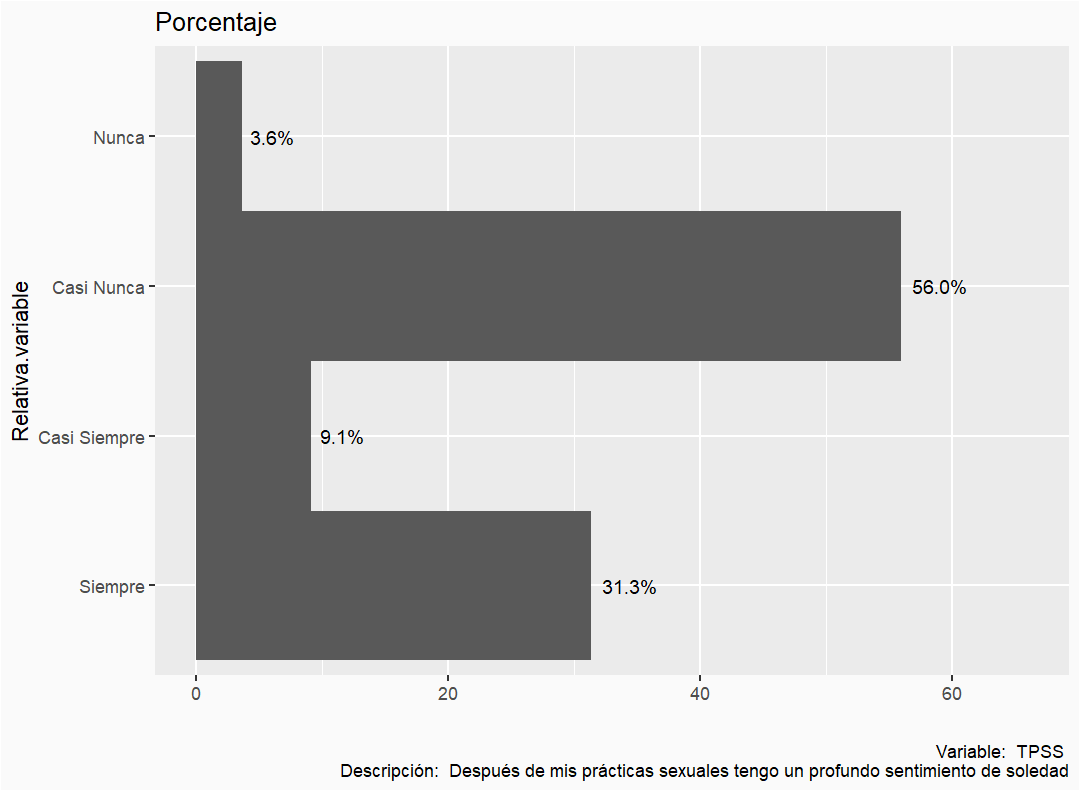 Porcentaje
Relativa.variable
Nunca
3.6%
Casi Nunca
56.0%
Casi Siempre
9.1%
Siempre
31.3%
0 20 40 60
Variable:  TPSS
Descripción:  Después de mis prácticas sexuales tengo un profundo sentimiento de soledad